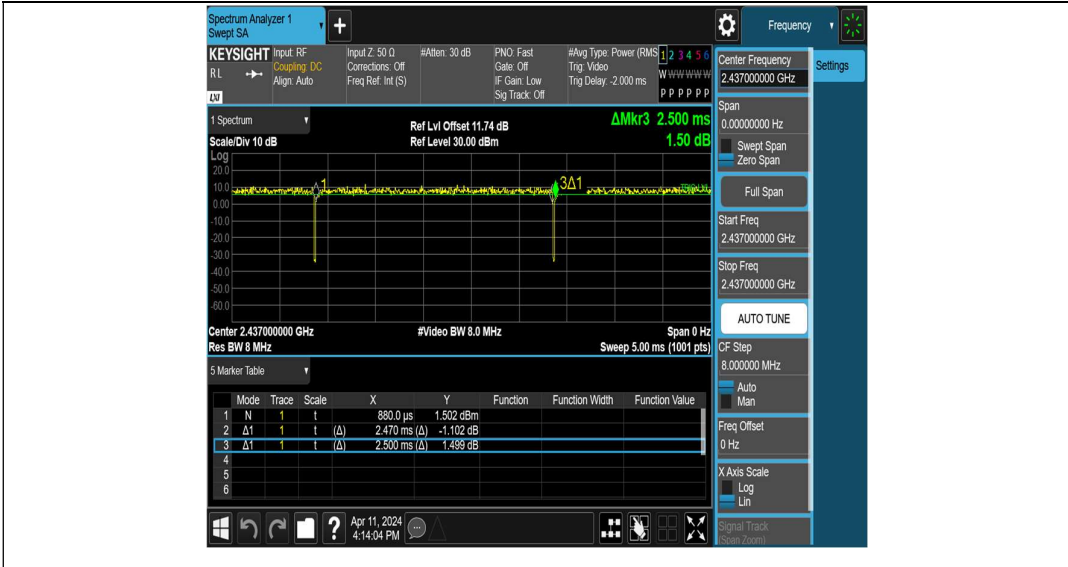 Spectrum Analyzer 1
Swept SA
Frequency
KEYSIGHT
RL
LXI
Input: RF
Coupling: DC
Align: Auto
Input Z: 50 Ω
Corrections: Off
Freq Ref: Int (S)
#Atten: 30 dB
PNO: Fast
Gate: Off
IF Gain: Low
Sig Track: Off
#Avg Type: Power (RMS
Trig: Video
Trig Delay: -2.000 ms
1 2 3 4 5 6
W W W W W W
P P P P P P
1 Spectrum
Scale/Div 10 dB
Ref Lvl Offset 11.74 dB
Ref Level 30.00 dBm
ΔMkr3 2.500 ms
1.50 dB
Log
20.0
10.0
0.00
-10.0
-20.0
-30.0
-40.0
-50.0
-60.0
1
3Δ1
Center 2.437000000 GHz
#Video BW 8.0 MHz
Span 0 Hz
Res BW 8 MHz
Sweep 5.00 ms (1001 pts)
5 Marker Table
Mode Trace Scale X Y Function Function Width Function Value
1 N 1 t 880.0 µs 1.502 dBm
2 Δ1 1 t (Δ) 2.470 ms (Δ) -1.102 dB
3 Δ1 1 t (Δ) 2.500 ms (Δ) 1.499 dB
4
5
6
Apr 11, 2024
4:14:04 PM
Center Frequency
2.437000000 GHz
Span
0.00000000 Hz
Swept Span
Zero Span
Full Span
Start Freq
2.437000000 GHz
Stop Freq
2.437000000 GHz
AUTO TUNE
CF Step
8.000000 MHz
Auto
Man
Freq Offset
0 Hz
X Axis Scale
Log
Lin
Signal Track
(Span Zoom)
Settings